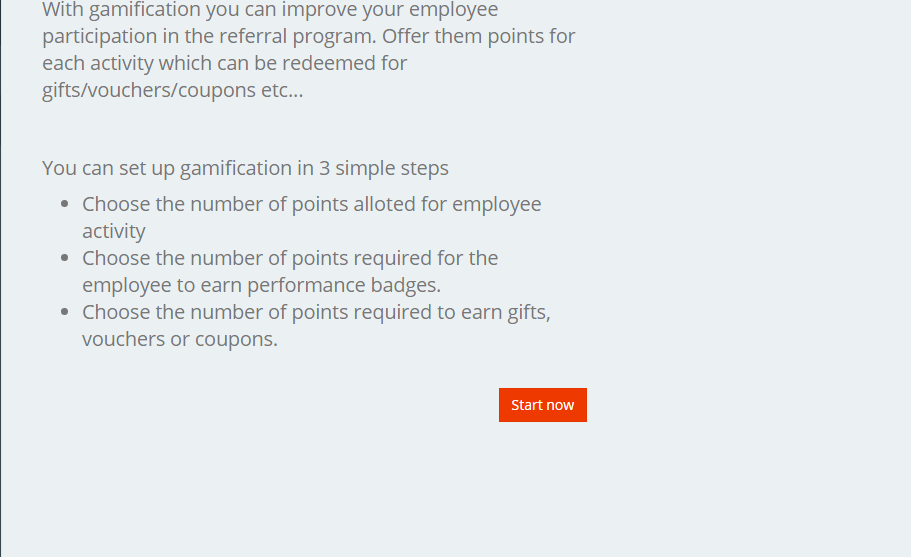 With gamification you can improve your employee
participation in the referral program. Offer them points for
each activity which can be redeemed for
gifts/vouchers/coupons etc...
You can set up gamification in 3 simple steps
• Choose the number of points alloted for employee
activity
• Choose the number of points required for the
employee to earn performance badges.
• Choose the number of points required to earn gifts,
vouchers or coupons.
Start now